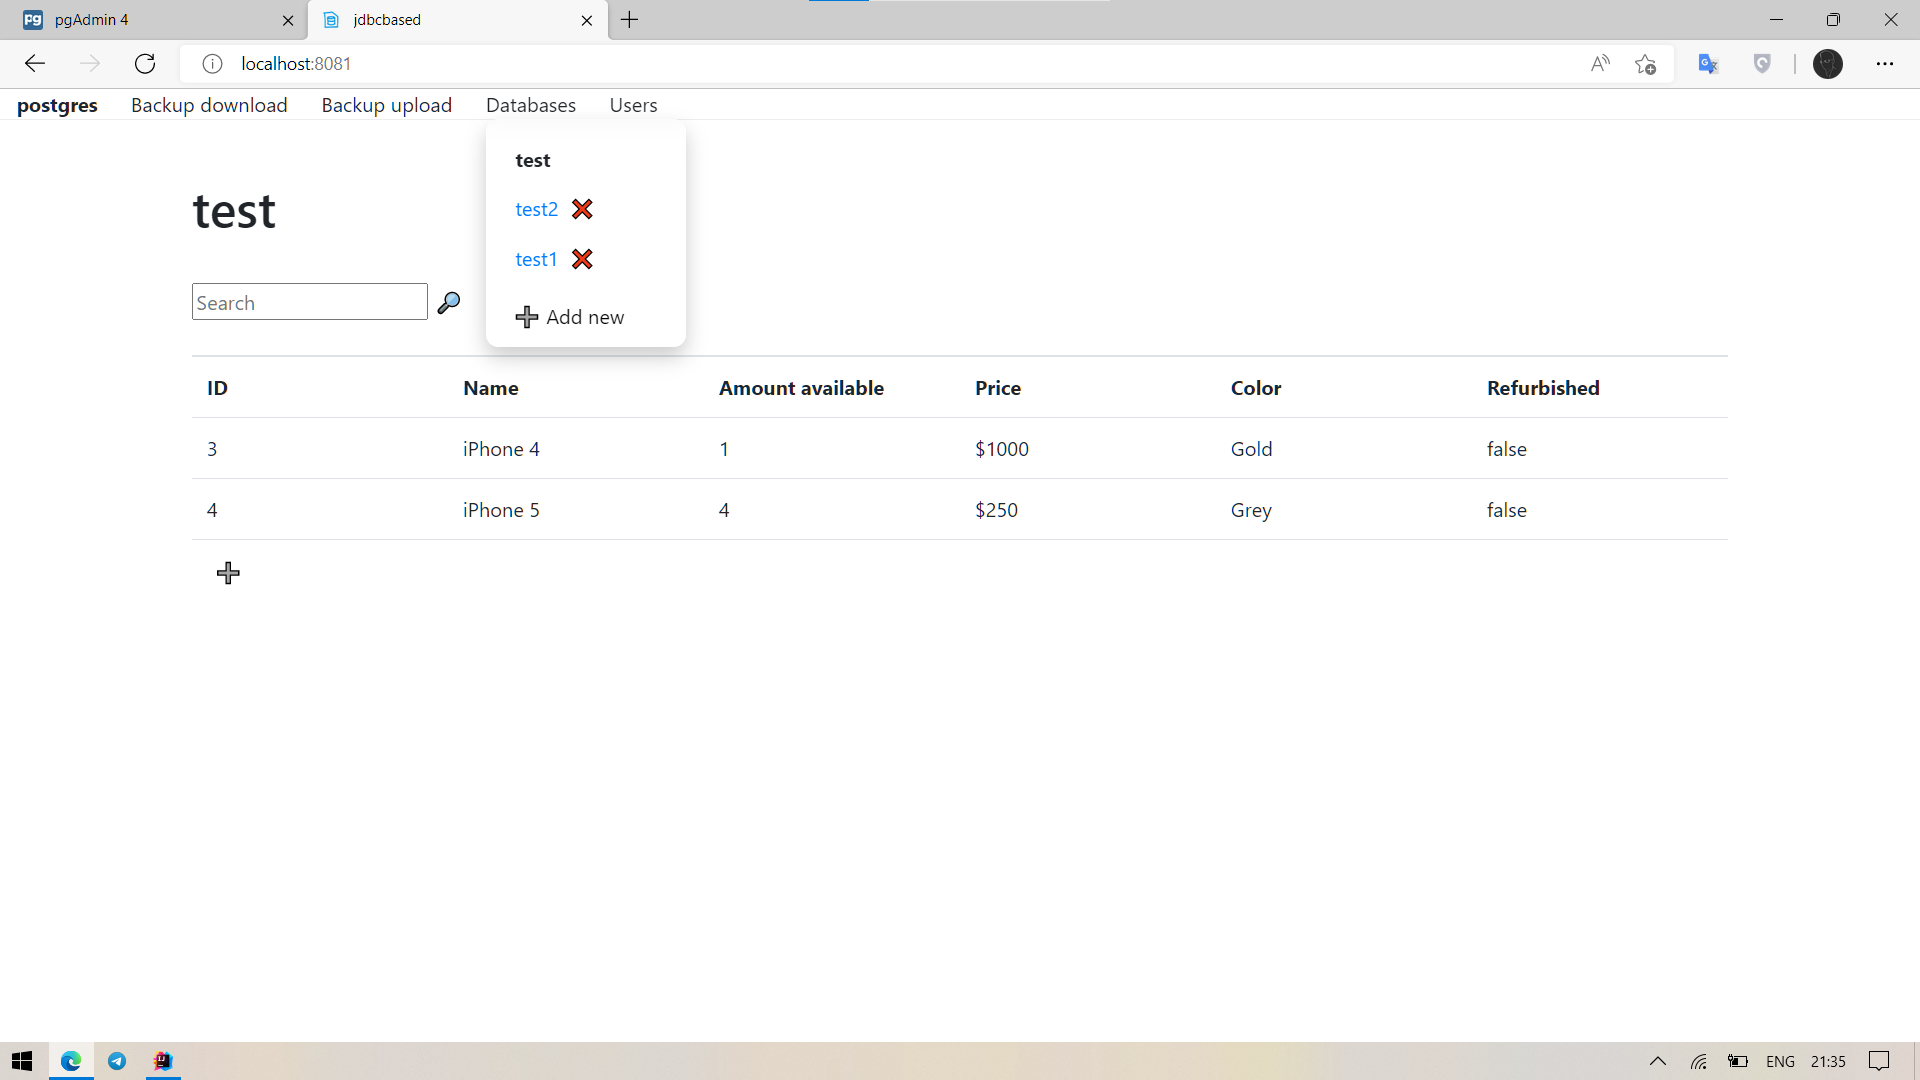 pgAdmin 4
jdbcbased
localhost:8081
postgres Backup download Backup upload Databases Users
test
test2
test1
Add new
test
Search
ID Name Amount available Price Color Refurbished
3 iPhone 4 1 $1000 Gold false
4 iPhone 5 4 $250 Grey false
ENG 21:35